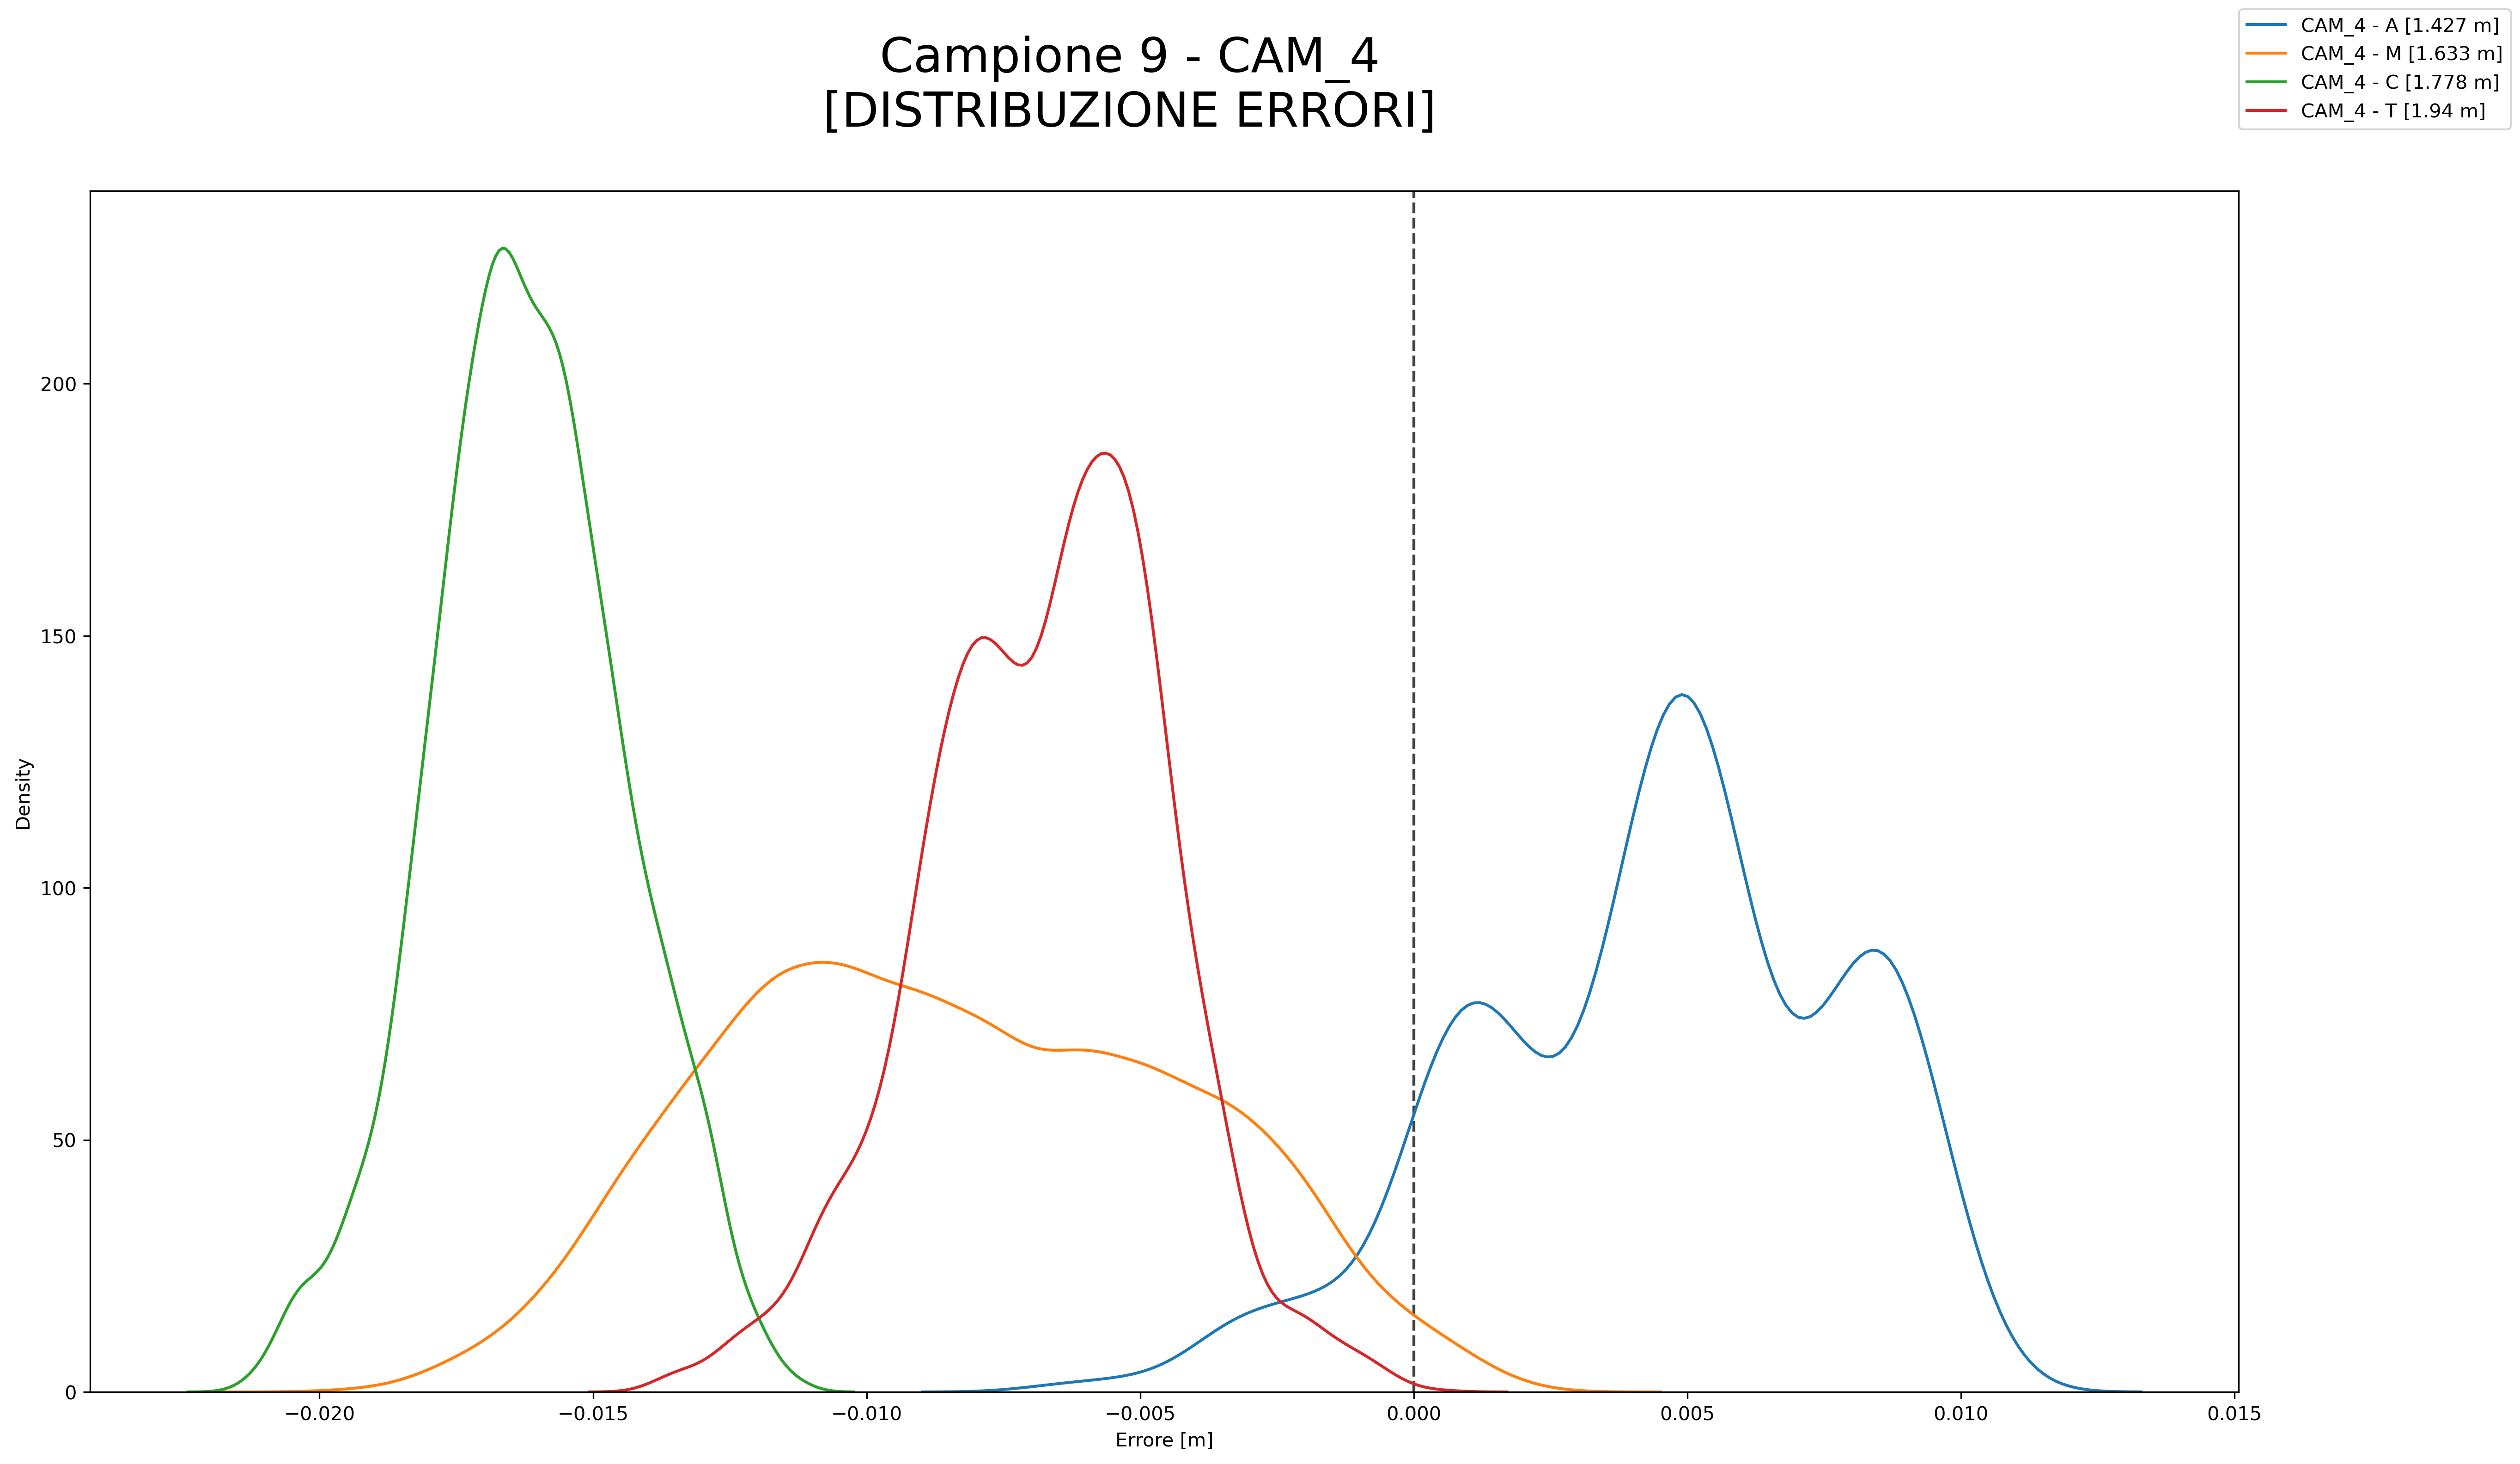 Campione 9 - CAM_4
[DISTRIBUZIONE ERRORI]
CAM_4 - A [1.427 m]
CAM_4 - M [1.633 m]
CAM_4 - C [1.778 m]
CAM_4 - T [1.94 m]
Density
200
150
100
50
0
−0.020
−0.015
−0.010
−0.005
0.000
0.005
0.010
0.015
Errore [m]